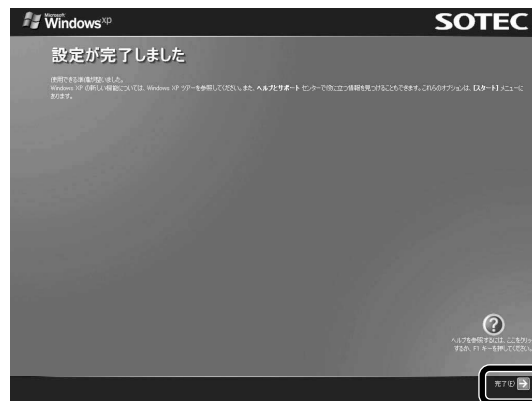 Microsoft
Windows xp
SOTEC
設定が完了しました
使用できる準備が整いました。
Windows XP の新しい機能については、Windows XP ツアーを参照してください。また、ヘルプとサポート センターで役に立つ情報を見つけることもできます。これらのオプションは、[スタート] メニューに
あります。
?
ヘルプを参照するには、ここをクリッ
するか、F1 キーを押してください。
完了(F)